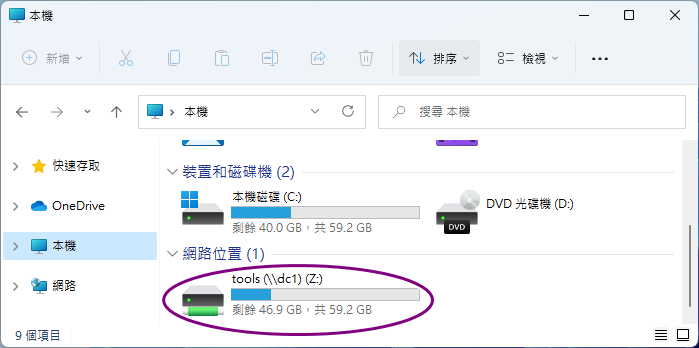 本機
新增
排序
檢視
本機
搜尋 本機
快速存取
OneDrive
本機
網路
裝置和磁碟機 (2)
本機磁碟 (C:)
剩餘 40.0 GB，共 59.2 GB
DVD 光碟機 (D:)
DVD
網路位置 (1)
tools (\\dc1) (Z:)
剩餘 46.9 GB，共 59.2 GB
9 個項目